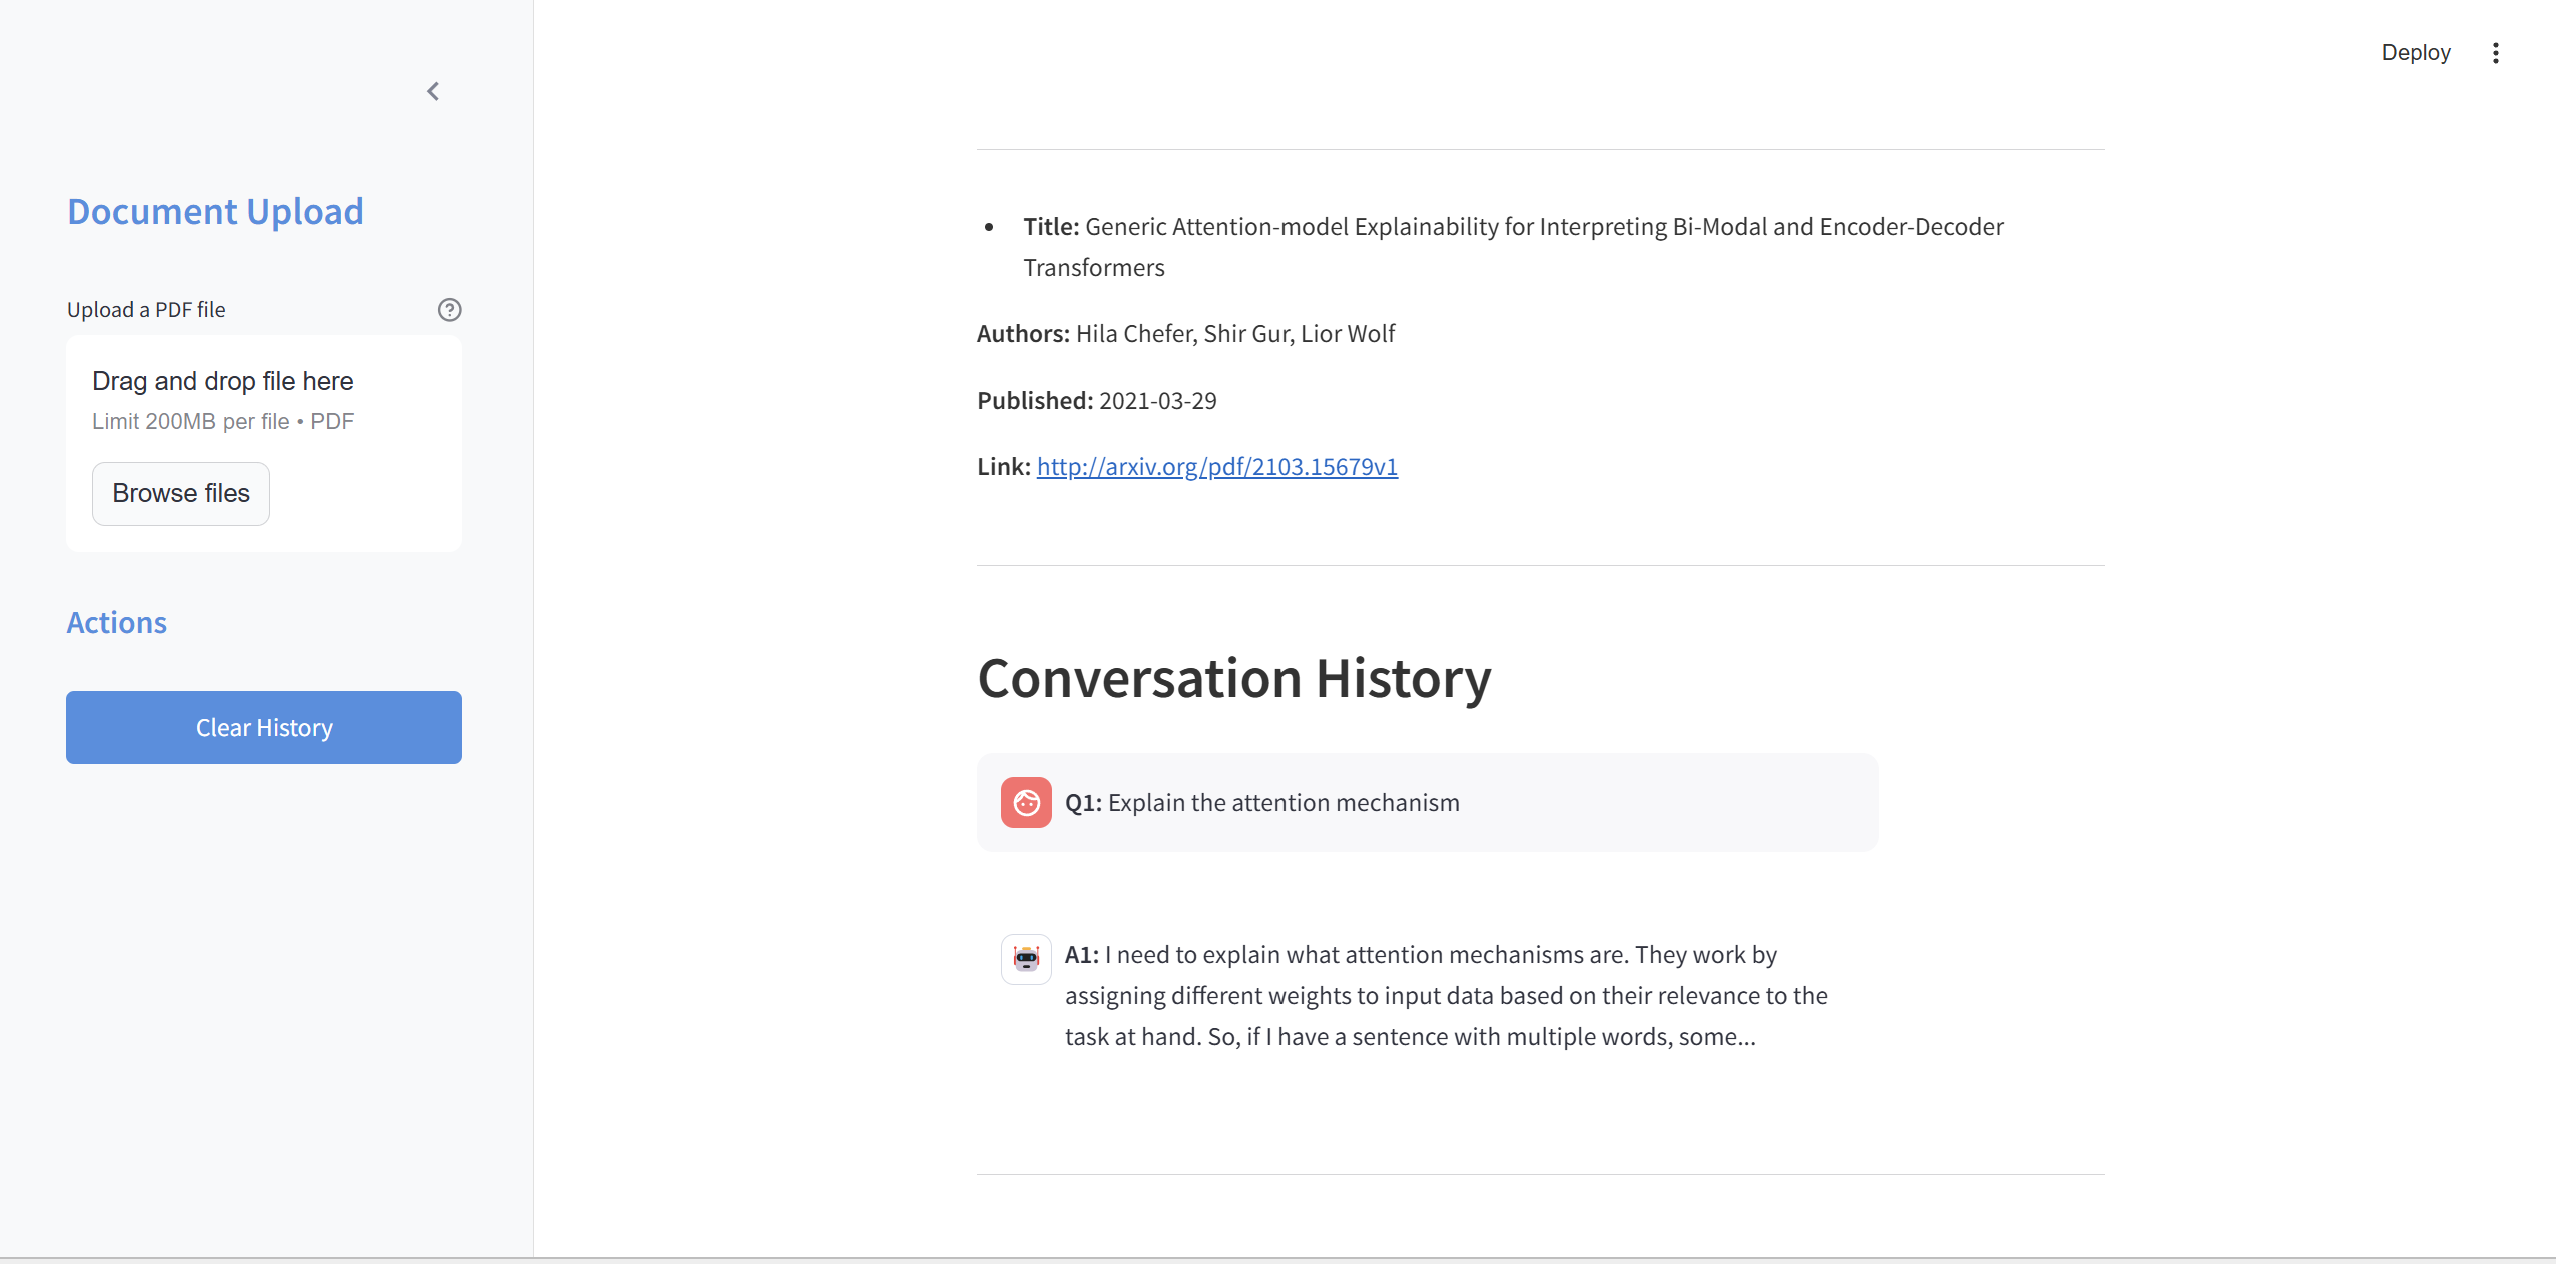 Deploy
Document Upload
Upload a PDF file
Drag and drop file here
Limit 200MB per file • PDF
Browse files
Actions
Clear History
• Title: Generic Attention-model Explainability for Interpreting Bi-Modal and Encoder-Decoder
Transformers
Authors: Hila Chefer, Shir Gur, Lior Wolf
Published: 2021-03-29
Link: http://arxiv.org/pdf/2103.15679v1
Conversation History
Q1: Explain the attention mechanism
A1: I need to explain what attention mechanisms are. They work by
assigning different weights to input data based on their relevance to the
task at hand. So, if I have a sentence with multiple words, some...